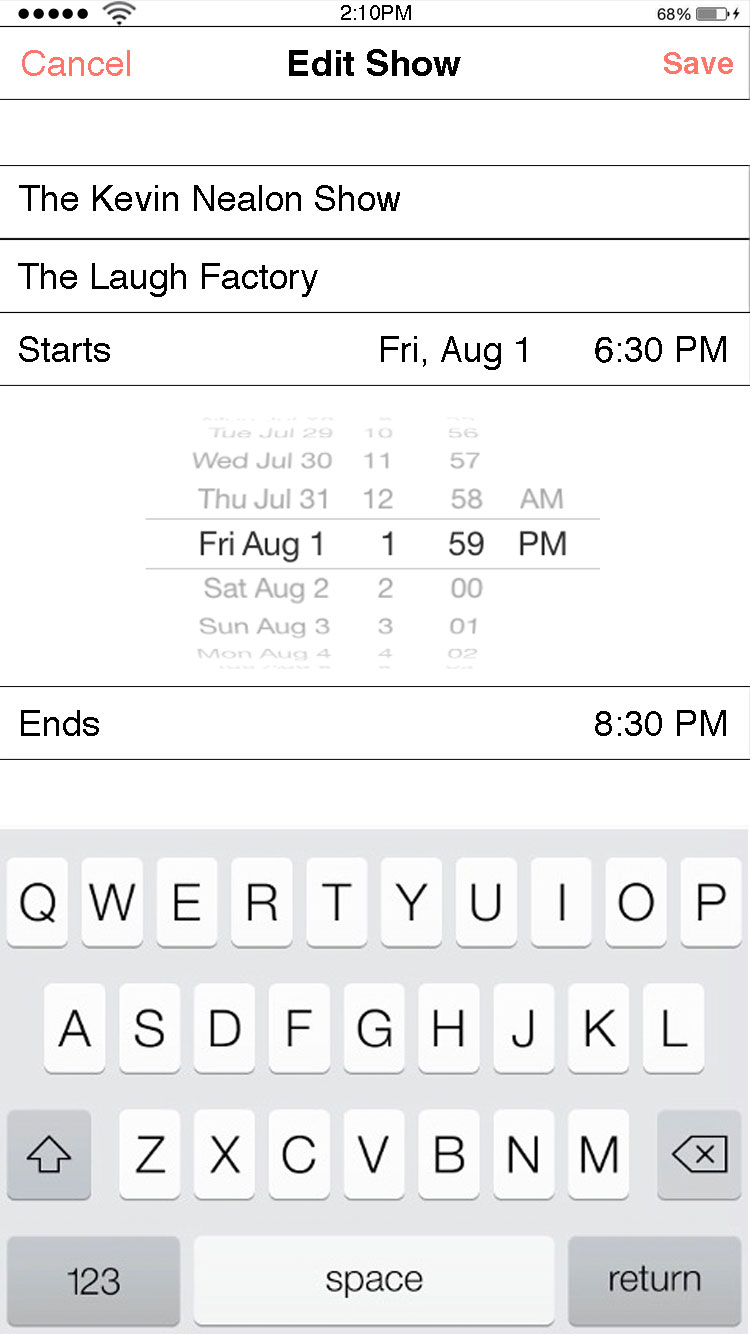 2:10PM 68%
Cancel Edit Show Save
The Kevin Nealon Show
The Laugh Factory
Starts Fri, Aug 1 6:30 PM
Tue Jul 29 10 56
Wed Jul 30 11 57
Thu Jul 31 12 58 AM
Fri Aug 1 1 59 PM
Sat Aug 2 2 00
Sun Aug 3 3 01
Mon Aug 4 4 02
Ends 8:30 PM
Q W E R T Y U I O P
A S D F G H J K L
Z X C V B N M
123 space return